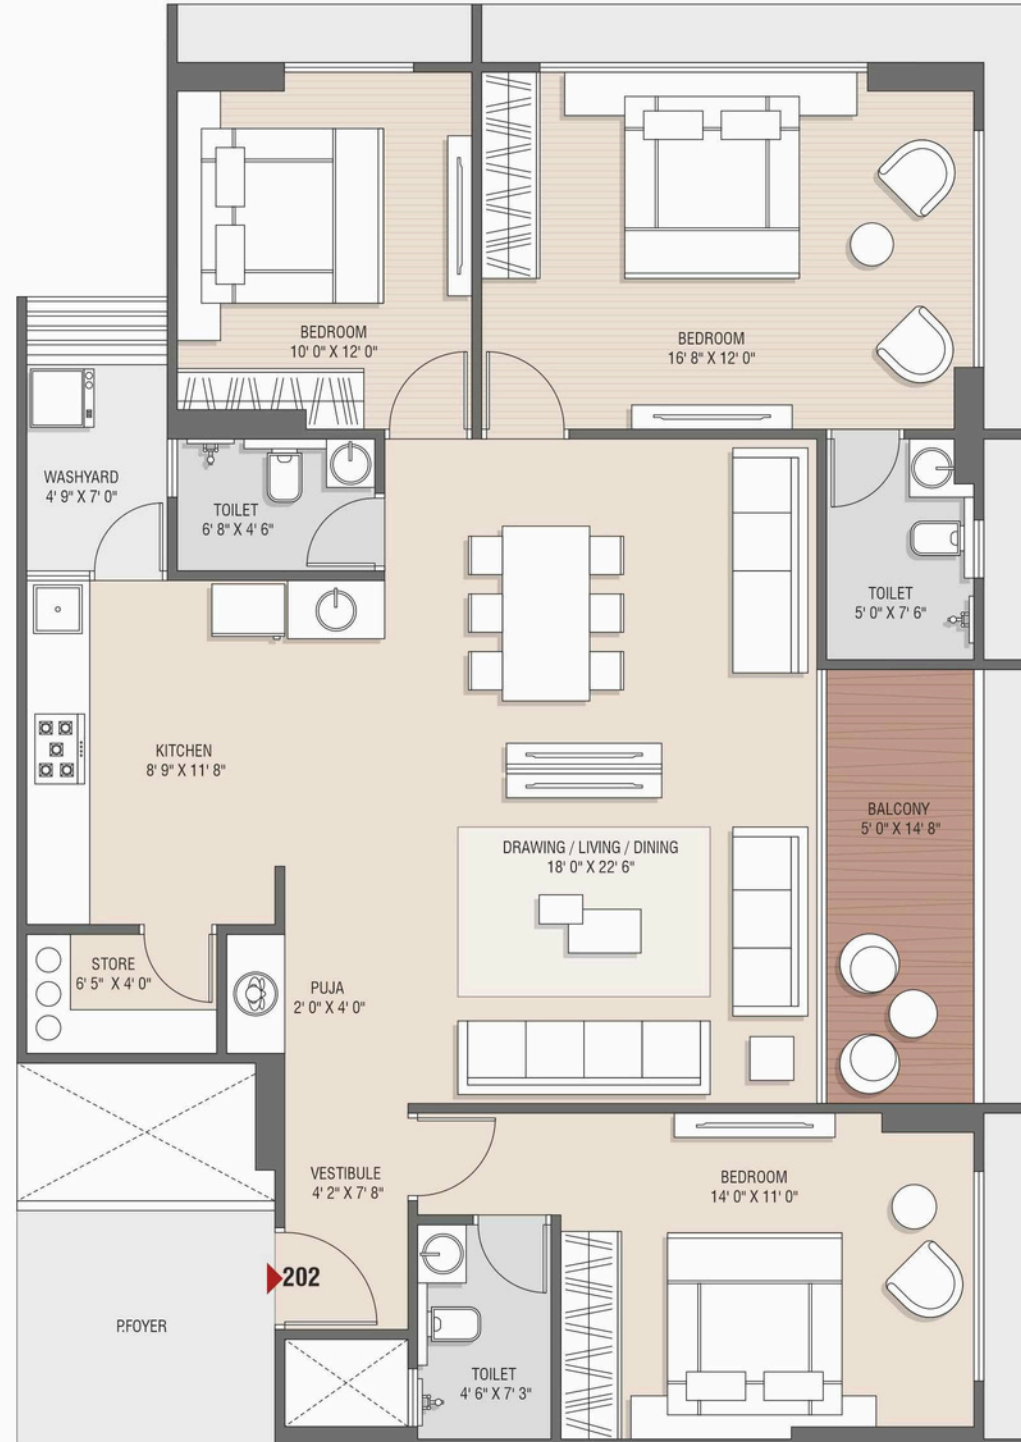 BEDROOM
10' 0" X 12' 0"
BEDROOM
16' 8" X 12' 0"
WASHYARD
4' 9" X 7' 0"
TOILET
6' 8" X 4' 6"
TOILET
5' 0" X 7' 6"
KITCHEN
8' 9" X 11' 8"
BALCONY
5' 0" X 14' 8"
DRAWING / LIVING / DINING
18' 0" X 22' 6"
STORE
6' 5" X 4' 0"
PUJA
2' 0" X 4' 0"
VESTIBULE
4' 2" X 7' 8"
BEDROOM
14' 0" X 11' 0"
202
P.FOYER
TOILET
4' 6" X 7' 3"